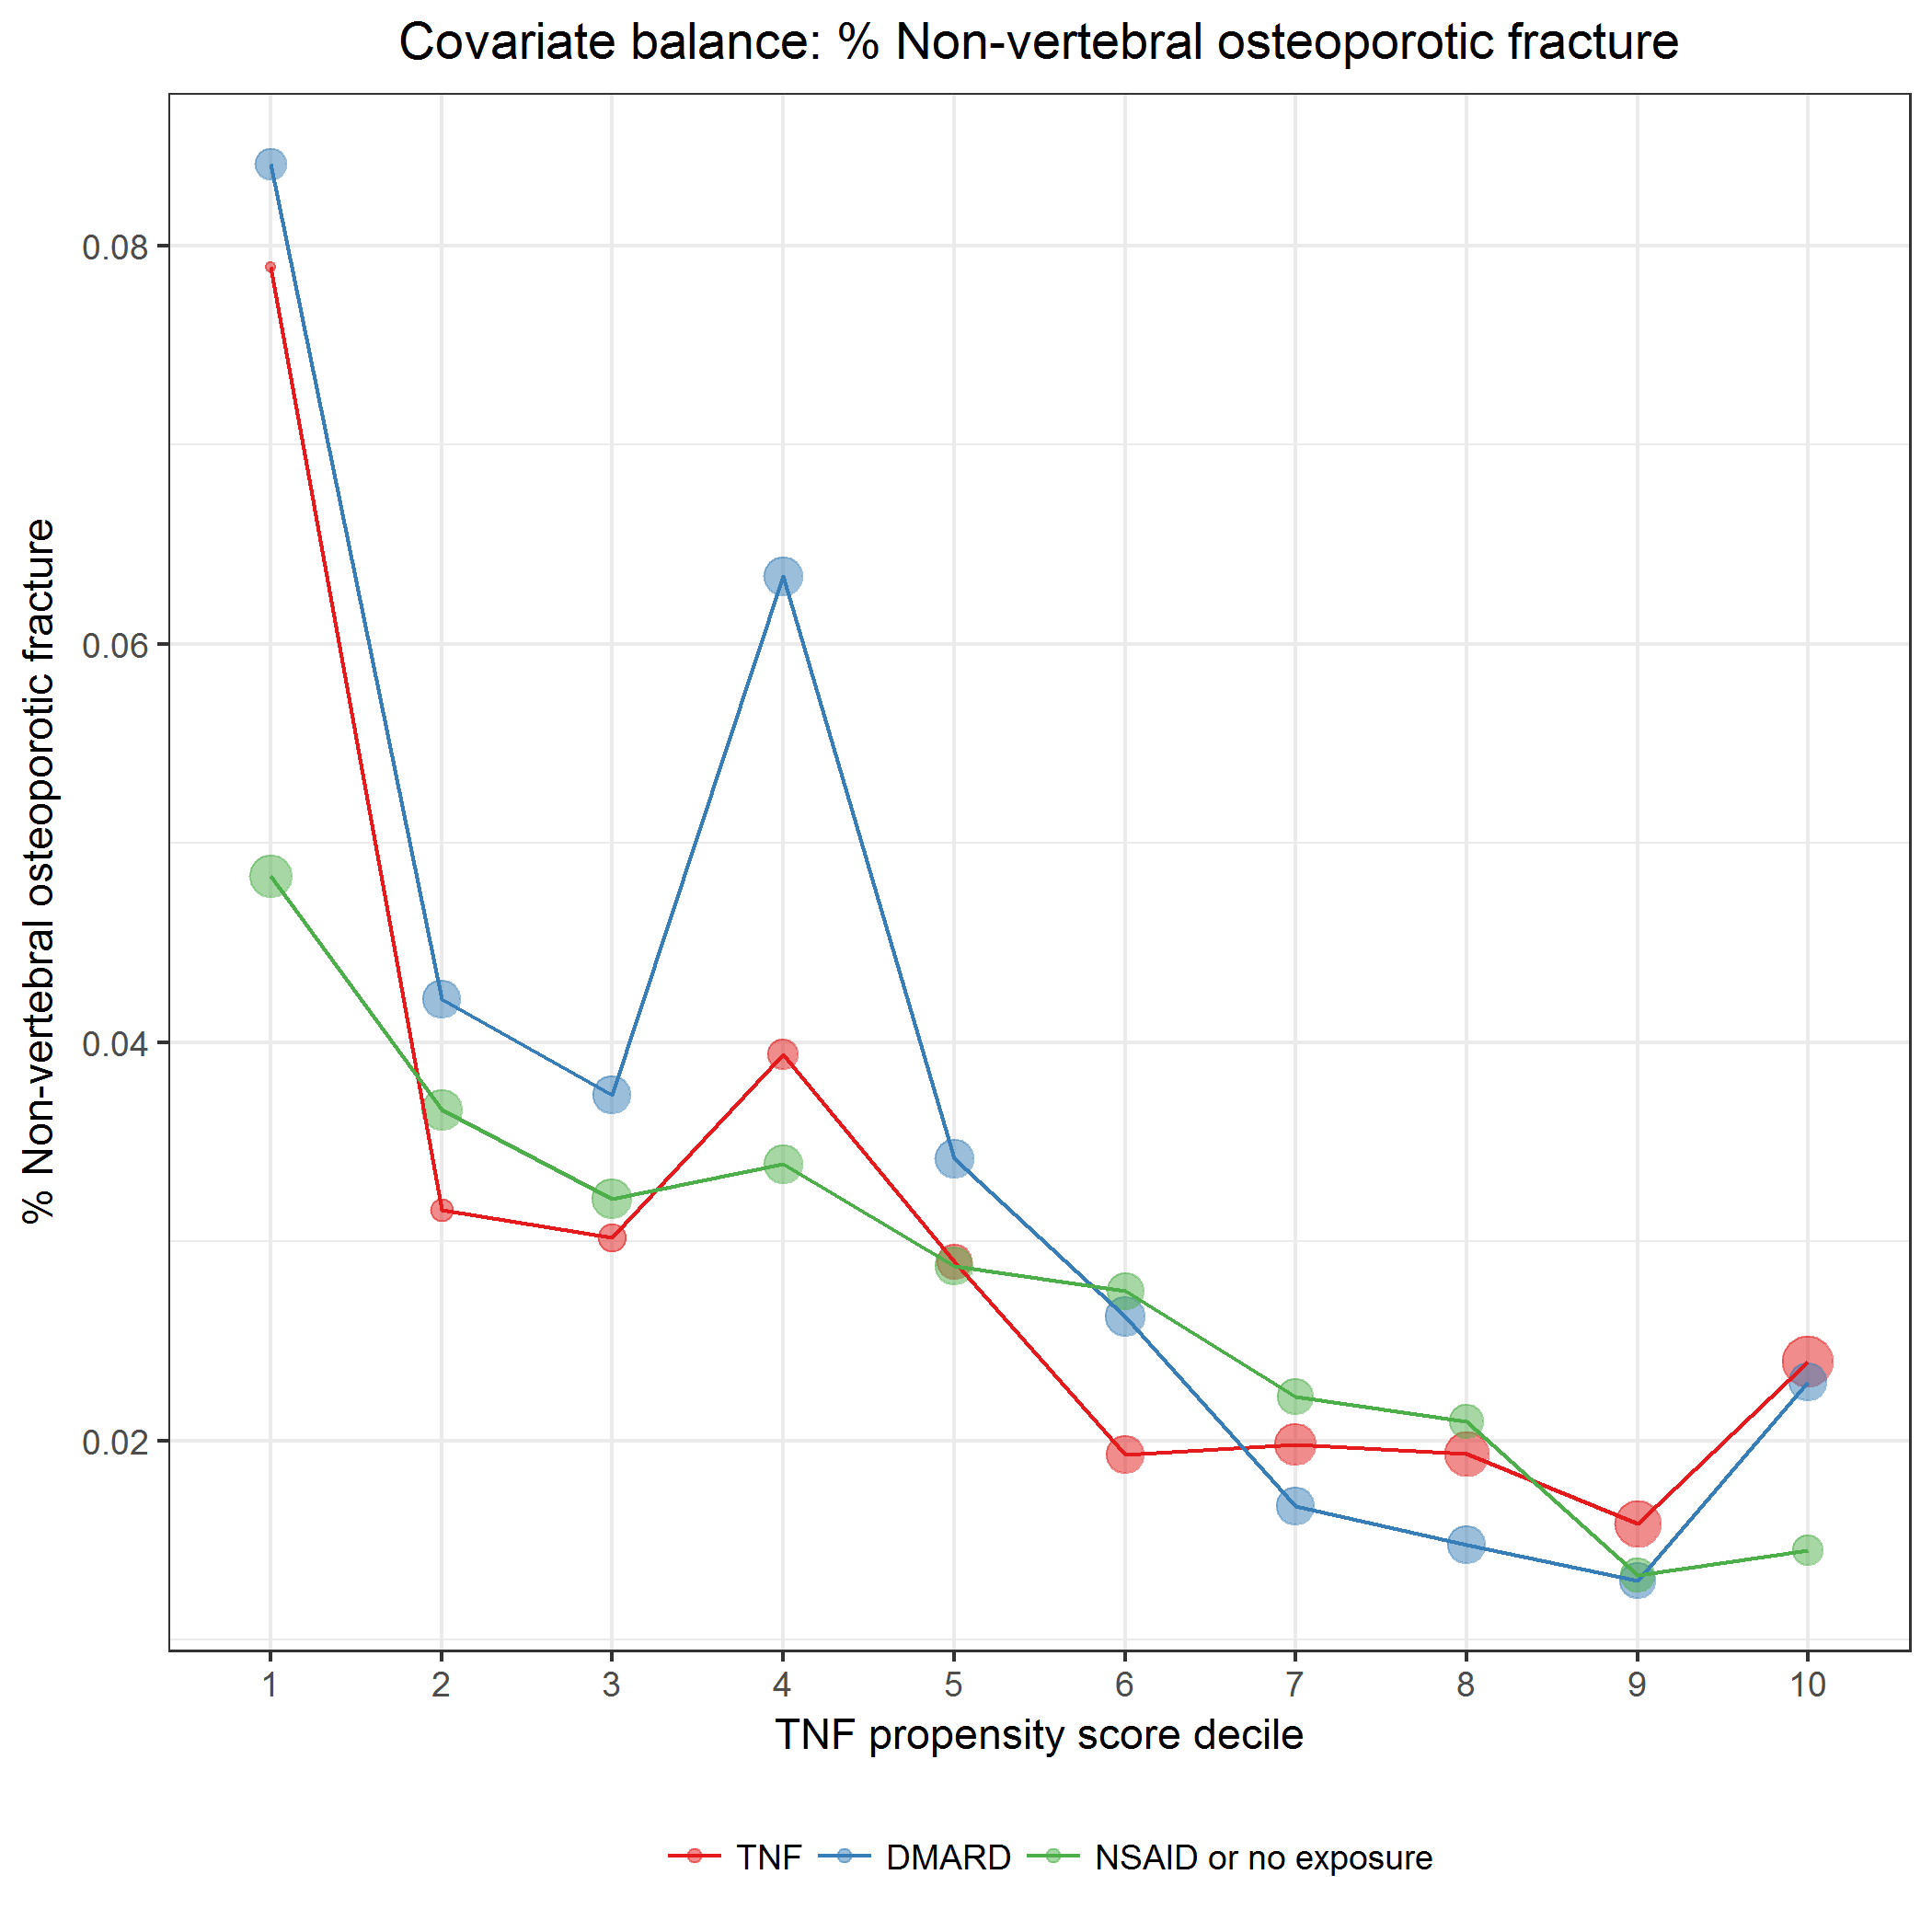 Covariate balance: % Non-vertebral osteoporotic fracture
% Non-vertebral osteoporotic fracture
0.08
0.06
0.04
0.02
1 2 3 4 5 6 7 8 9 10
TNF propensity score decile
TNF DMARD NSAID or no exposure